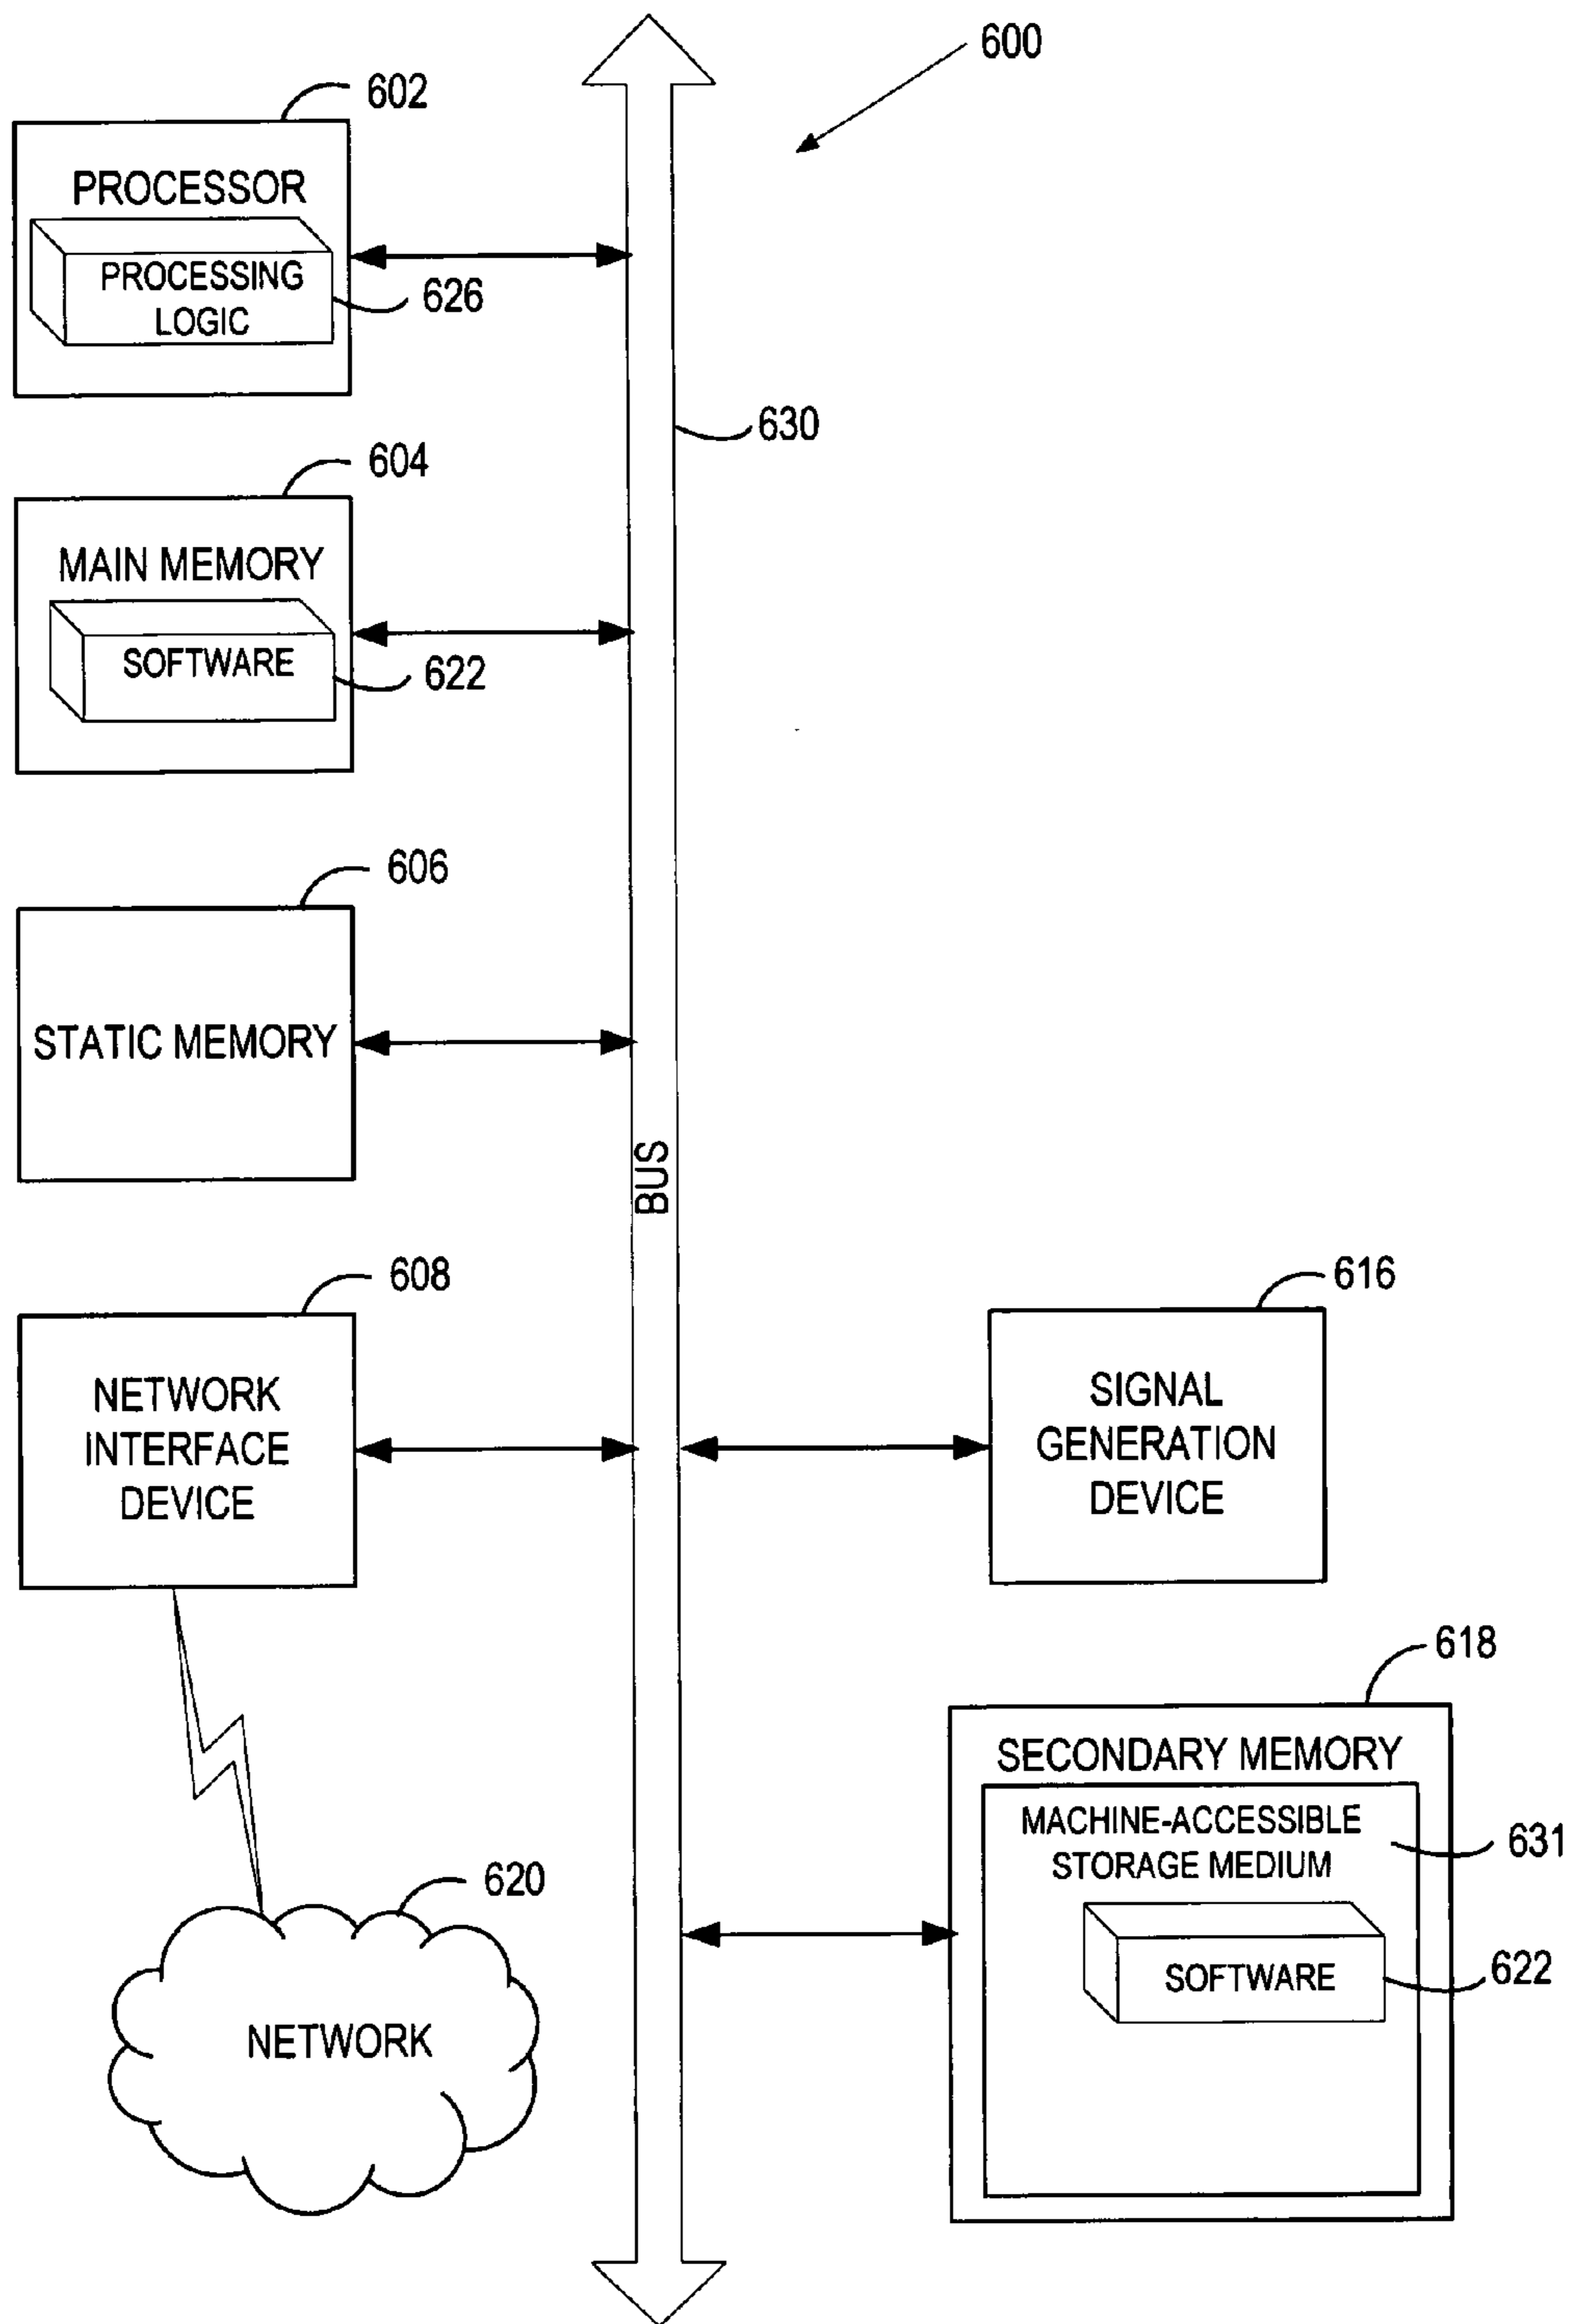 600
602
PROCESSOR
PROCESSING
LOGIC
626
630
604
MAIN MEMORY
SOFTWARE
622
606
STATIC MEMORY
BUS
608
NETWORK
INTERFACE
DEVICE
616
SIGNAL
GENERATION
DEVICE
618
SECONDARY MEMORY
MACHINE-ACCESSIBLE
STORAGE MEDIUM
631
SOFTWARE
622
620
NETWORK